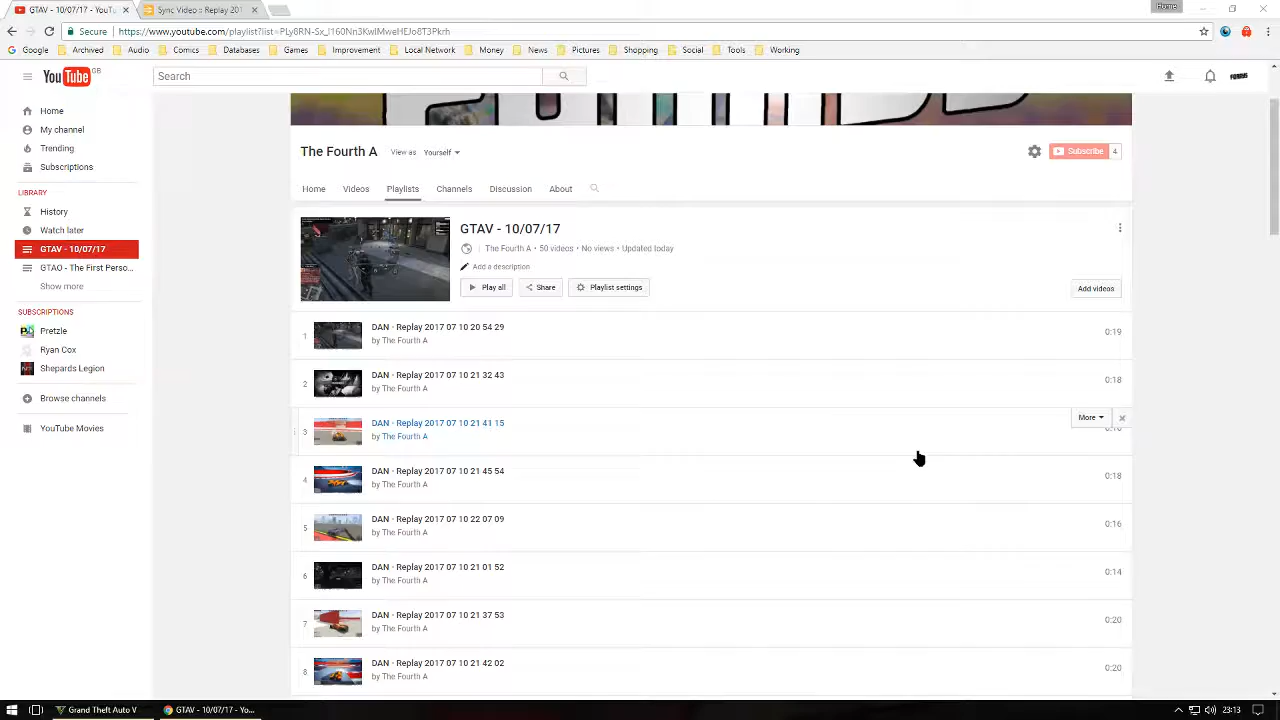 GTAV - 10/07/17 - YouTu
Sync Video :: Replay 201
Home
Secure
https://www.youtube.com/playlist?list=PLy8RN-Sx_I160Nn3KwIMweHEJo8T3Pkrh
Google
Archived
Audio
Comics
Databases
Games
Improvement
Local Network
Money
News
Pictures
Shopping
Social
Tools
Working
YouTube GB
Search
Home
My channel
Trending
Subscriptions
LIBRARY
History
Watch later
GTAV - 10/07/17
GTAO - The First Perso...
Show more
SUBSCRIPTIONS
Pretzle
Ryan Cox
Shepards Legion
Browse channels
YouTube Movies
The Fourth A
View as
Yourself
Subscribe
4
Home
Videos
Playlists
Channels
Discussion
About
GTAV - 10/07/17
The Fourth A • 50 videos • No views • Updated today
Add a description
Play all
Share
Playlist settings
Add videos
1
DAN - Replay 2017 07 10 20 54 29
by The Fourth A
0:19
2
DAN - Replay 2017 07 10 21 32 43
by The Fourth A
0:18
3
DAN - Replay 2017 07 10 21 41 15
by The Fourth A
More
4
DAN - Replay 2017 07 10 21 45 54
by The Fourth A
0:18
5
DAN - Replay 2017 07 10 22 07 09
by The Fourth A
0:16
6
DAN - Replay 2017 07 10 21 01 52
by The Fourth A
0:14
7
DAN - Replay 2017 07 10 21 37 53
by The Fourth A
0:20
8
DAN - Replay 2017 07 10 21 42 02
by The Fourth A
0:20
Grand Theft Auto V
GTAV - 10/07/17 - Yo...
23:13